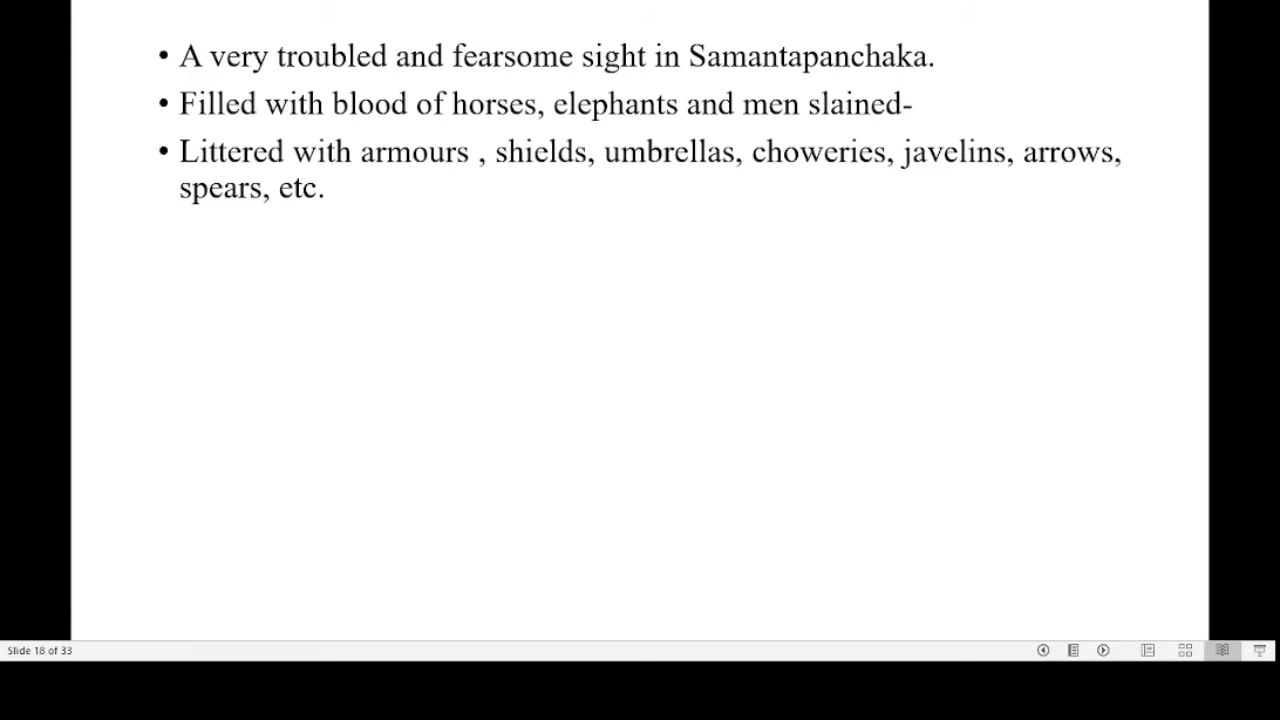 • A very troubled and fearsome sight in Samantapanchaka.
• Filled with blood of horses, elephants and men slained-
• Littered with armours , shields, umbrellas, choweries, javelins, arrows,
spears, etc.
Slide 18 of 33